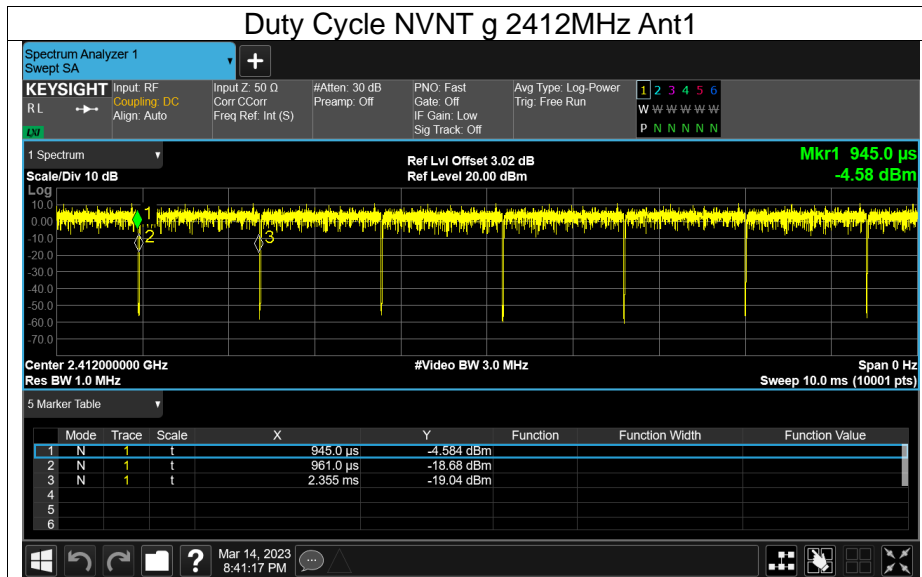 Duty Cycle NVNT g 2412MHz Ant1
Spectrum Analyzer 1
Swept SA
+
KEYSIGHT Input: RF Input Z: 50 Ω #Atten: 30 dB PNO: Fast Avg Type: Log-Power 1 2 3 4 5 6
RL Coupling: DC Corr CCorr Preamp: Off Gate: Off Trig: Free Run W W W W W W
Align: Auto Freq Ref: Int (S) IF Gain: Low
LXI Sig Track: Off P N N N N N
1 Spectrum Ref Lvl Offset 3.02 dB Mkr1 945.0 µs
Scale/Div 10 dB Ref Level 20.00 dBm -4.58 dBm
Log
10.0
1
0.00
2 3
-10.0
-20.0
-30.0
-40.0
-50.0
-60.0
-70.0
Center 2.412000000 GHz #Video BW 3.0 MHz Span 0 Hz
Res BW 1.0 MHz Sweep 10.0 ms (10001 pts)
5 Marker Table
Mode Trace Scale X Y Function Function Width Function Value
1 N 1 t 945.0 µs -4.584 dBm
2 N 1 t 961.0 µs -18.68 dBm
3 N 1 t 2.355 ms -19.04 dBm
4
5
6
? Mar 14, 2023
8:41:17 PM